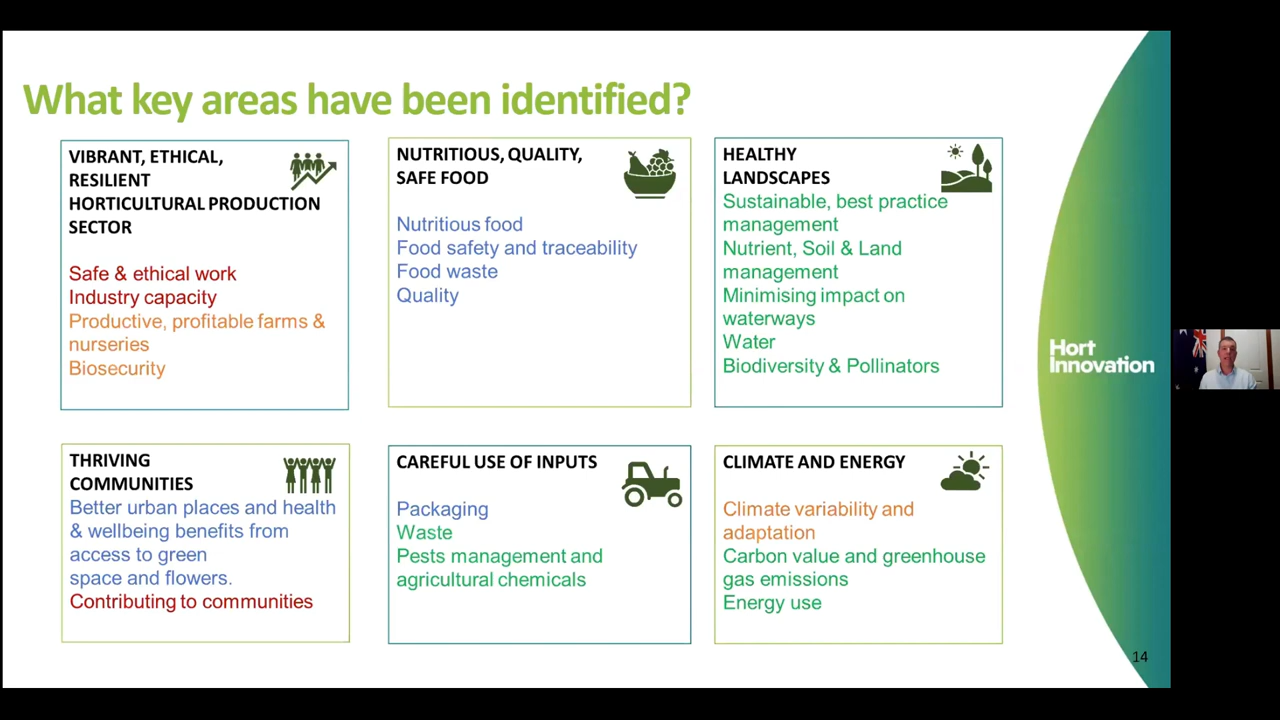 What key areas have been identified?
VIBRANT, ETHICAL,
RESILIENT
HORTICULTURAL PRODUCTION
SECTOR
Safe & ethical work
Industry capacity
Productive, profitable farms &
nurseries
Biosecurity
NUTRITIOUS, QUALITY,
SAFE FOOD
Nutritious food
Food safety and traceability
Food waste
Quality
HEALTHY
LANDSCAPES
Sustainable, best practice
management
Nutrient, Soil & Land
management
Minimising impact on
waterways
Water
Biodiversity & Pollinators
THRIVING
COMMUNITIES
Better urban places and health
& wellbeing benefits from
access to green
space and flowers.
Contributing to communities
CAREFUL USE OF INPUTS
Packaging
Waste
Pests management and
agricultural chemicals
CLIMATE AND ENERGY
Climate variability and
adaptation
Carbon value and greenhouse
gas emissions
Energy use
Hort
Innovation
14